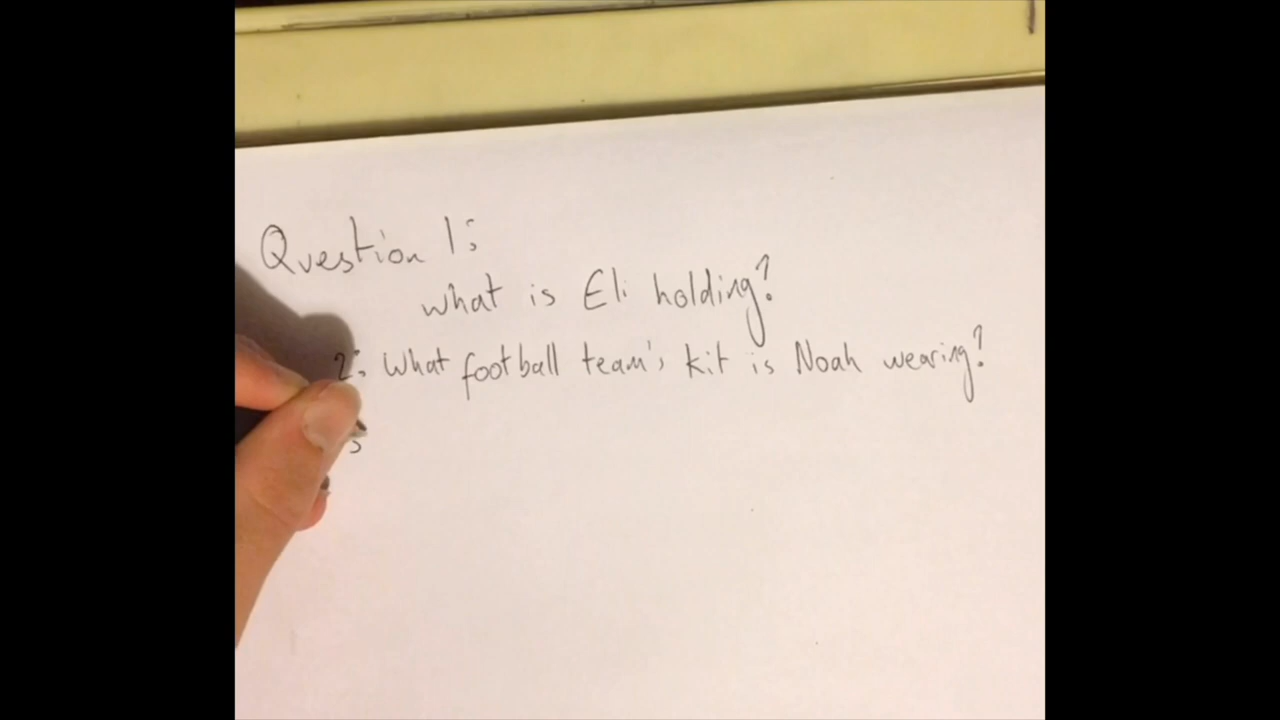 Question 1:
what is Eli holding?
2: What football team's kit is Noah wearing?